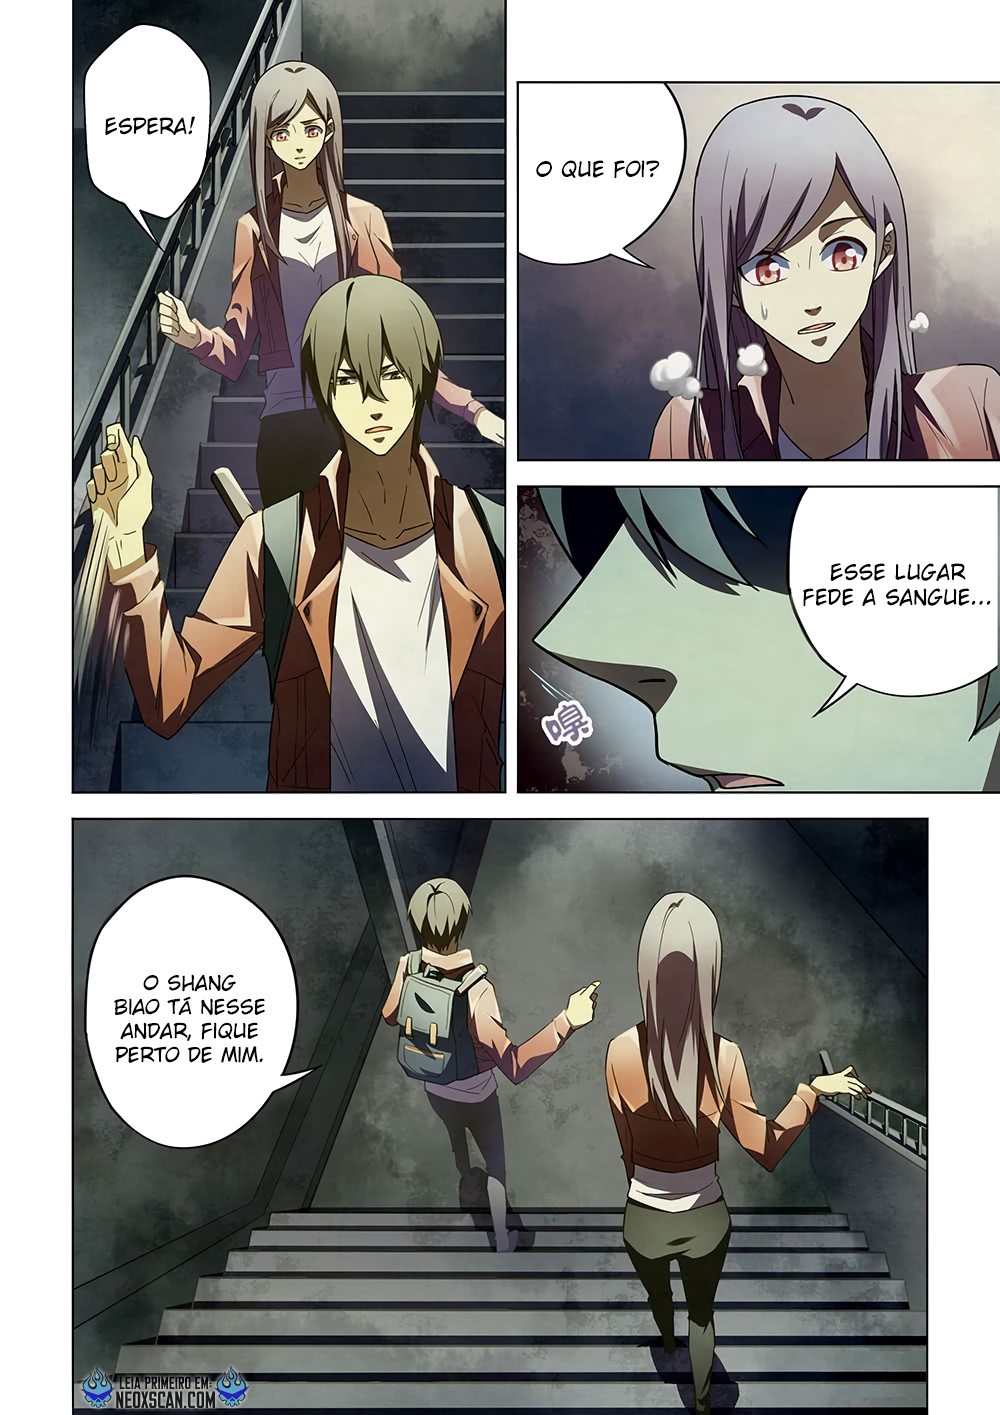 ESPERA!
O QUE FOI?
ESSE LUGAR
FEDE A SANGUE...
嗅
O SHANG
BIAO TÁ NESSE
ANDAR, FIQUE
PERTO DE MIM.
LEIA PRIMEIRO EM:
NEOXSCAN.COM